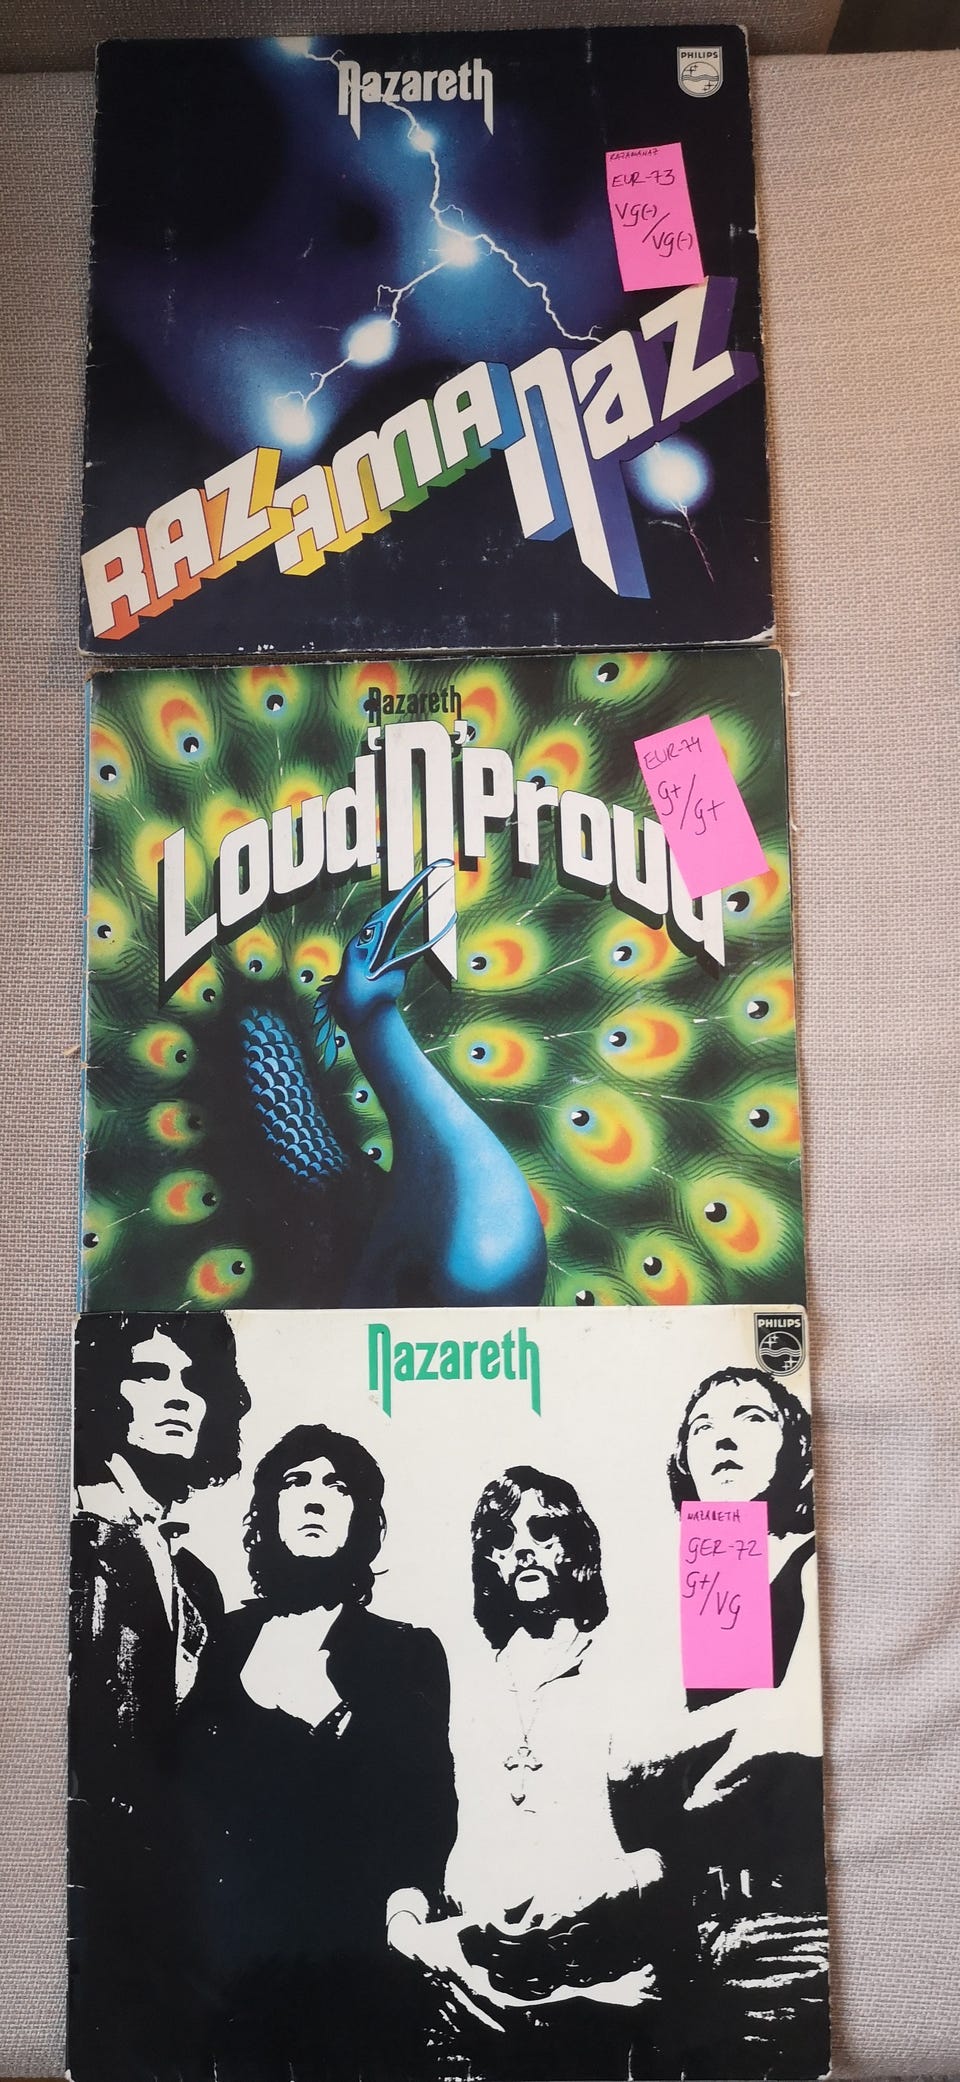 Nazareth
PHILIPS
RAZAMANAZ
EUR-73
Vg(-)
/Vg(-)
RAZAMANAZ
Nazareth
Loud 'n' Proud
EUR-74
g+/g+
Nazareth
PHILIPS
NAZARETH
GER-72
G+/Vg